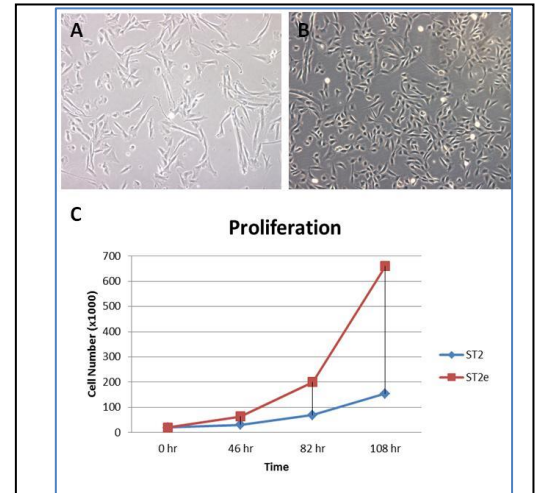 A
B
C
Proliferation
Cell Number (x1000)
700
600
500
400
300
200
100
0
0 hr
46 hr
82 hr
108 hr
Time
ST2
ST2e